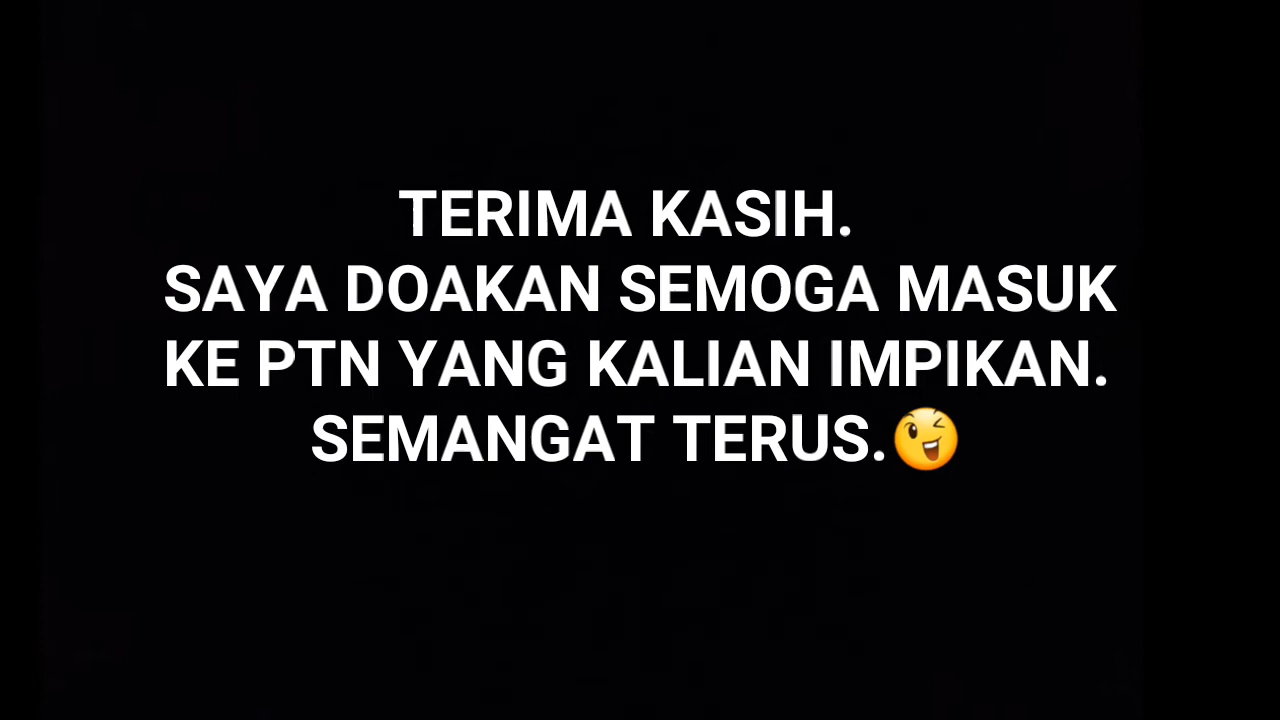 TERIMA KASIH.
SAYA DOAKAN SEMOGA MASUK
KE PTN YANG KALIAN IMPIKAN.
SEMANGAT TERUS.😉